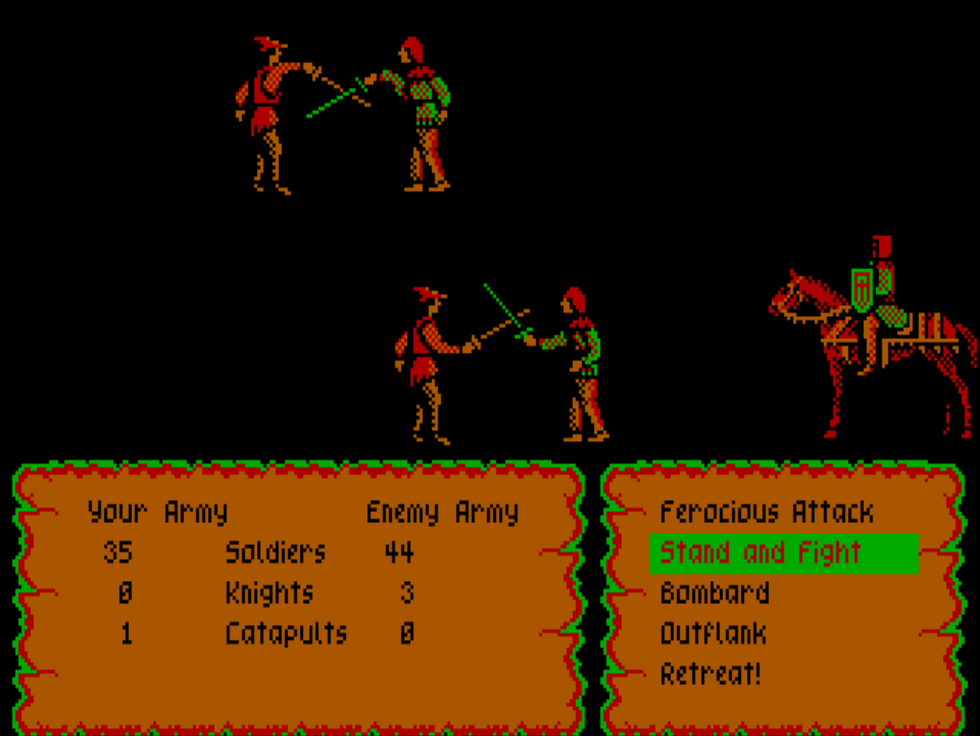 Your Army Enemy Army
35 Soldiers 44
0 Knights 3
1 Catapults 0
Ferocious Attack
Stand and Fight
Bombard
Outflank
Retreat!